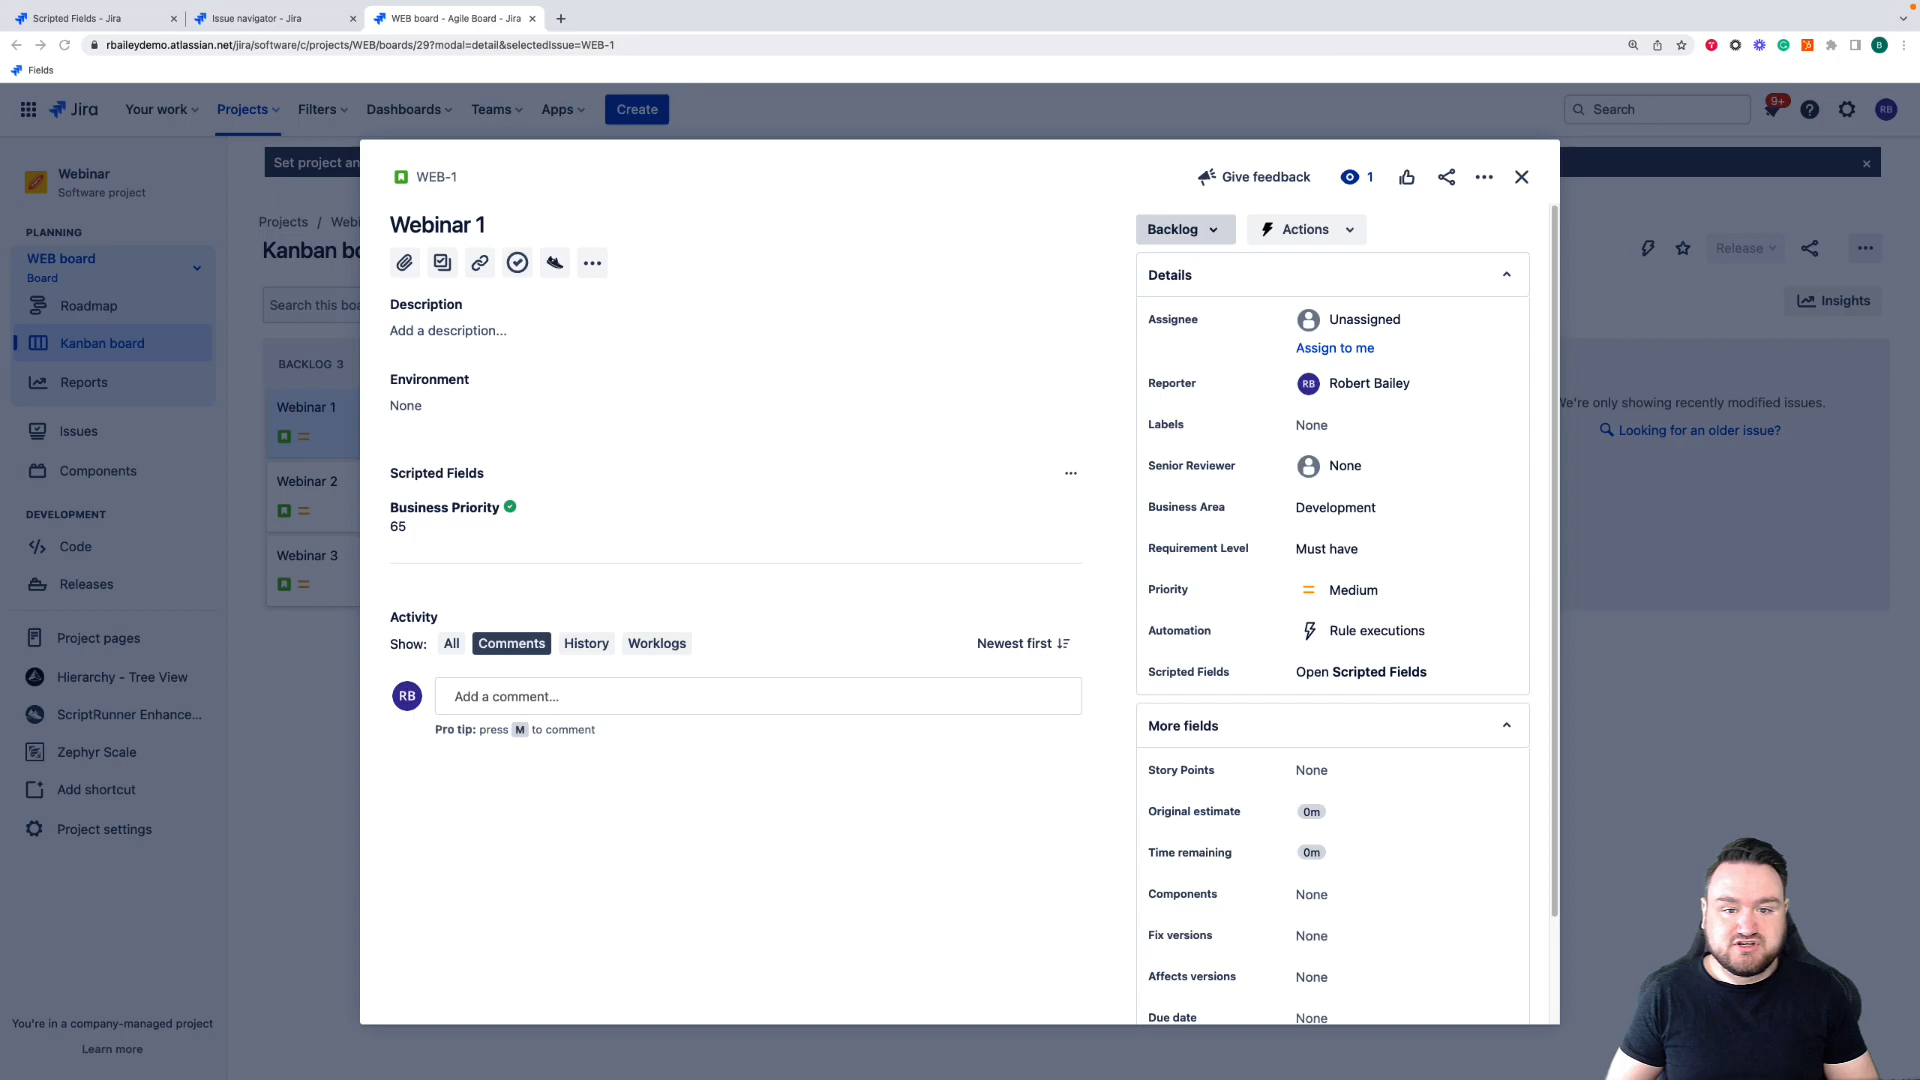 Scripted Fields - Jira
Issue navigator - Jira
WEB board - Agile Board - Jira
rbaileydemo.atlassian.net/jira/software/c/projects/WEB/boards/29?modal=detail&selectedIssue=WEB-1
B
Fields
Jira
Your work
Projects
Filters
Dashboards
Teams
Apps
Create
Search
9+
RB
Webinar
Software project
PLANNING
WEB board
Board
Roadmap
Kanban board
Reports
Issues
Components
DEVELOPMENT
Code
Releases
Project pages
Hierarchy - Tree View
ScriptRunner Enhance...
Zephyr Scale
Add shortcut
Project settings
You're in a company-managed project
Learn more
Set project an
Projects / Webi
Kanban bo
Search this boa
BACKLOG 3
Webinar 1
Webinar 2
Webinar 3
Release
Insights
We're only showing recently modified issues.
Looking for an older issue?
WEB-1
Give feedback
1
Webinar 1
Description
Add a description...
Environment
None
Scripted Fields
Business Priority
65
Activity
Show: All Comments History Worklogs
Newest first
RB
Add a comment...
Pro tip: press M to comment
Backlog
Actions
Details
Assignee Unassigned
Assign to me
Reporter RB Robert Bailey
Labels None
Senior Reviewer None
Business Area Development
Requirement Level Must have
Priority Medium
Automation Rule executions
Scripted Fields Open Scripted Fields
More fields
Story Points None
Original estimate 0m
Time remaining 0m
Components None
Fix versions None
Affects versions None
Due date None